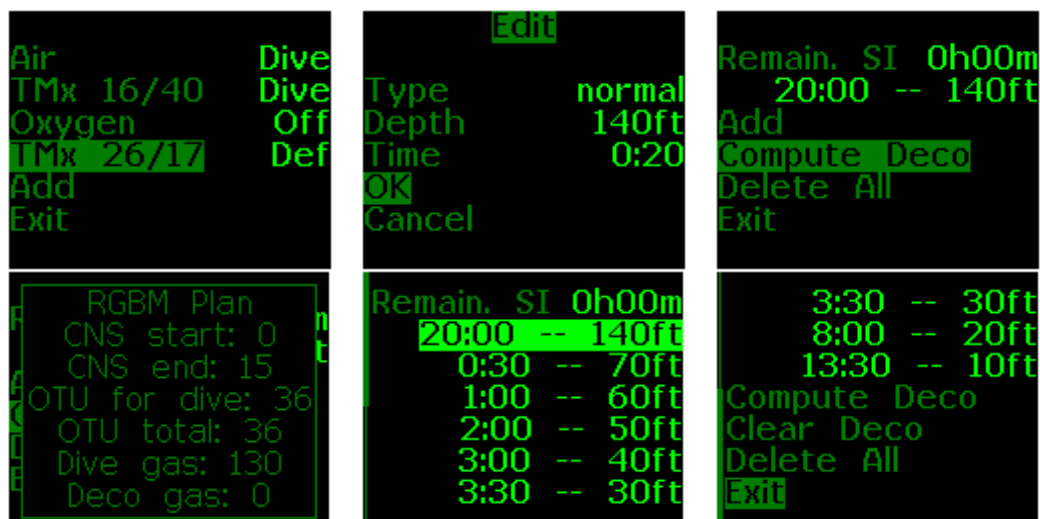 Air Dive
TMx 16/40 Dive
Oxygen Off
TMx 26/17 Def
Add
Exit
Edit
Type normal
Depth 140ft
Time 0:20
OK
Cancel
Remain. SI 0h00m
20:00 -- 140ft
Add
Compute Deco
Delete All
Exit
RGBM Plan
CNS start: 0
CNS end: 15
OTU for dive: 36
OTU total: 36
Dive gas: 130
Deco gas: 0
Remain. SI 0h00m
20:00 -- 140ft
0:30 -- 70ft
1:00 -- 60ft
2:00 -- 50ft
3:00 -- 40ft
3:30 -- 30ft
3:30 -- 30ft
8:00 -- 20ft
13:30 -- 10ft
Compute Deco
Clear Deco
Delete All
Exit